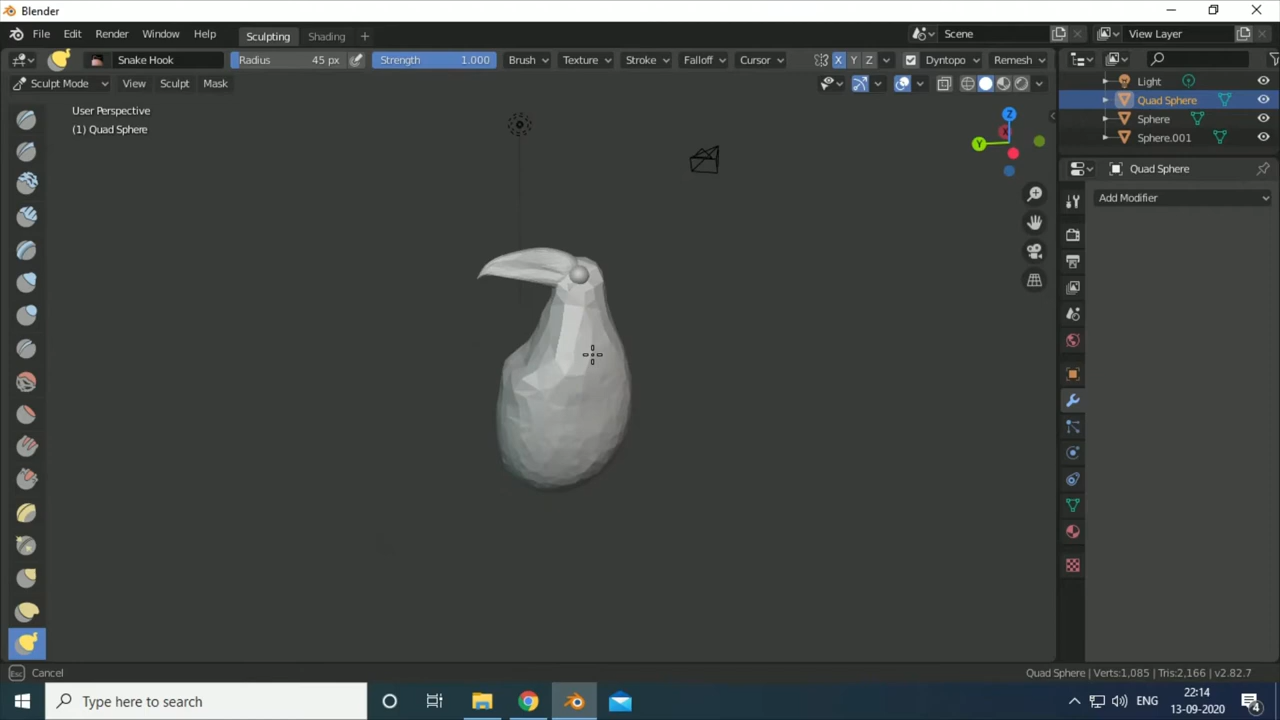 Blender
File Edit Render Window Help Sculpting Shading + Scene View Layer
Snake Hook Radius 45 px Strength 1.000 Brush Texture Stroke Falloff Cursor X Y Z Dyntopo Remesh
Sculpt Mode View Sculpt Mask
Light
Quad Sphere
Sphere
Sphere.001
User Perspective
(1) Quad Sphere
Z
X
Y
Quad Sphere
Add Modifier
Esc Cancel Quad Sphere | Verts:1,085 | Tris:2,166 | v2.82.7
Type here to search
ENG
22:14
13-09-2020
4